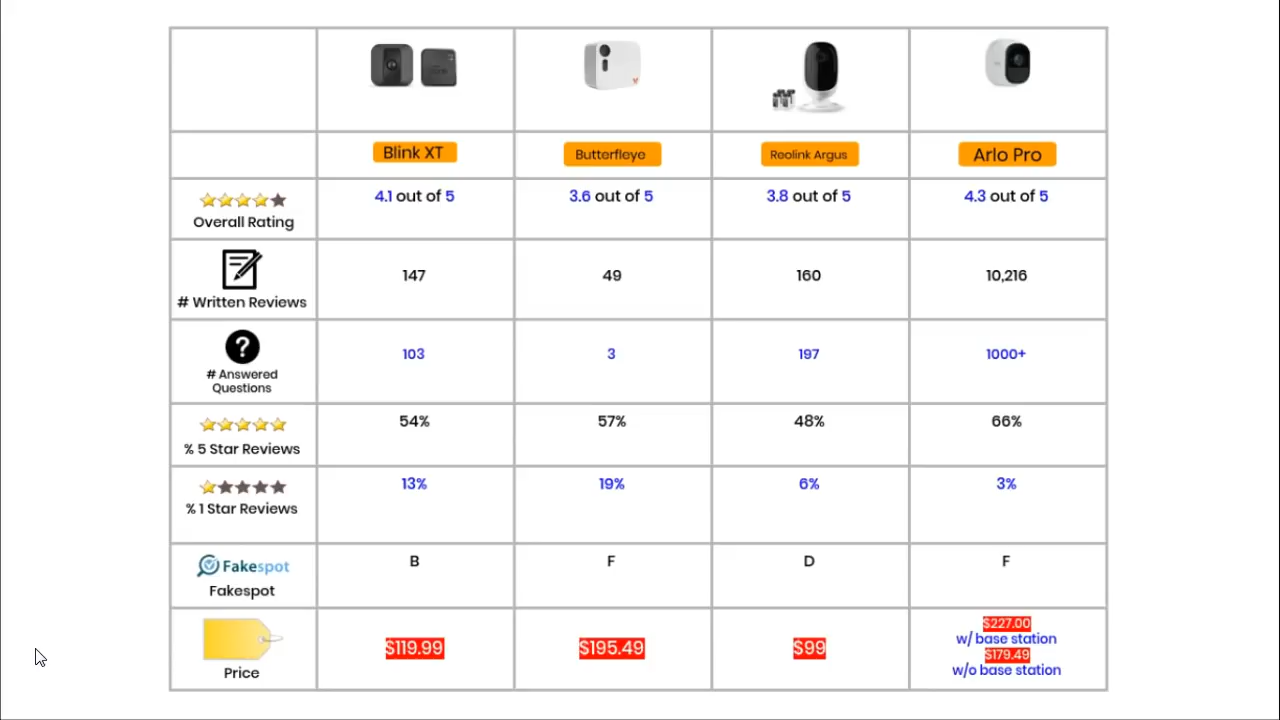 Blink XT
Butterfleye
Reolink Argus
Arlo Pro
Overall Rating
4.1 out of 5
3.6 out of 5
3.8 out of 5
4.3 out of 5
# Written Reviews
147
49
160
10,216
?
# Answered
Questions
103
3
197
1000+
% 5 Star Reviews
54%
57%
48%
66%
% 1 Star Reviews
13%
19%
6%
3%
Fakespot
Fakespot
B
F
D
F
Price
$119.99
$195.49
$99
$227.00
w/ base station
$179.49
w/o base station